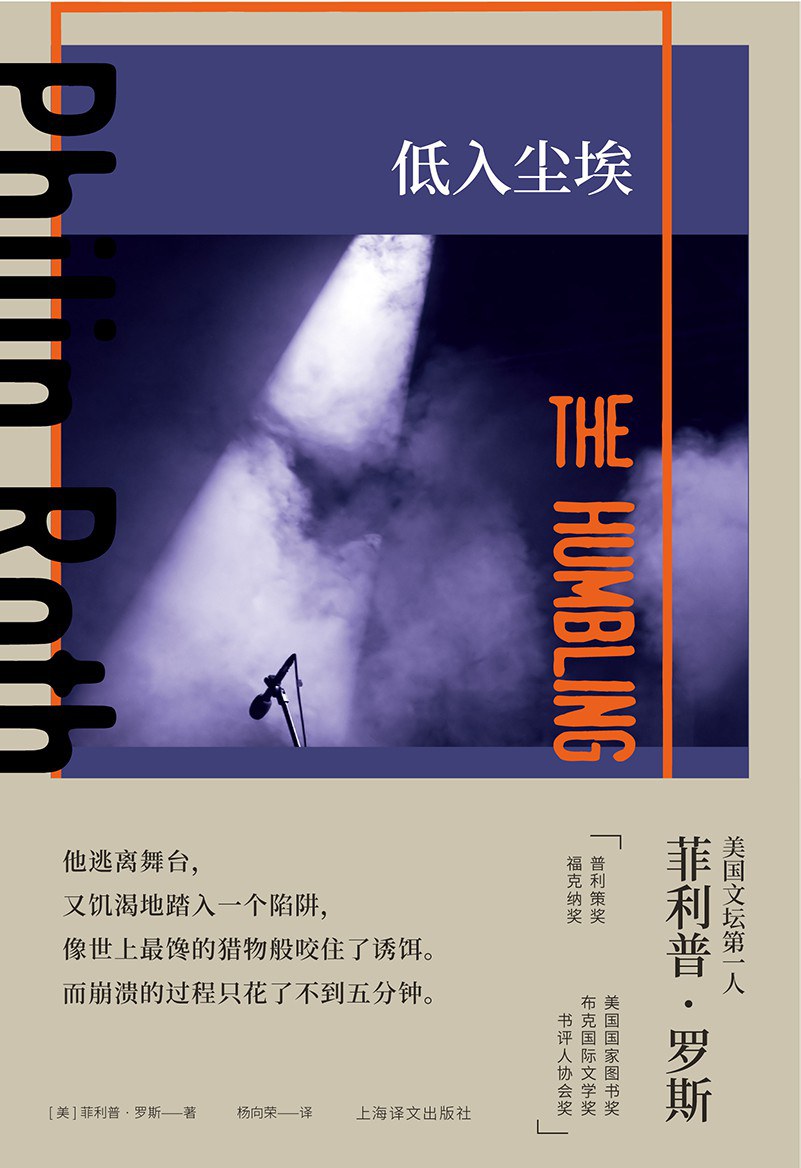 Philip Roth
低入尘埃
THE HUMBLING
他逃离舞台，
又饥渴地踏入一个陷阱，
像世上最馋的猎物般咬住了诱饵。
而崩溃的过程只花了不到五分钟。
美国文坛第一人
菲利普·罗斯
普利策奖
福克纳奖
美国国家图书奖
布克国际文学奖
书评人协会奖
[美]菲利普·罗斯——著 杨向荣——译 上海译文出版社